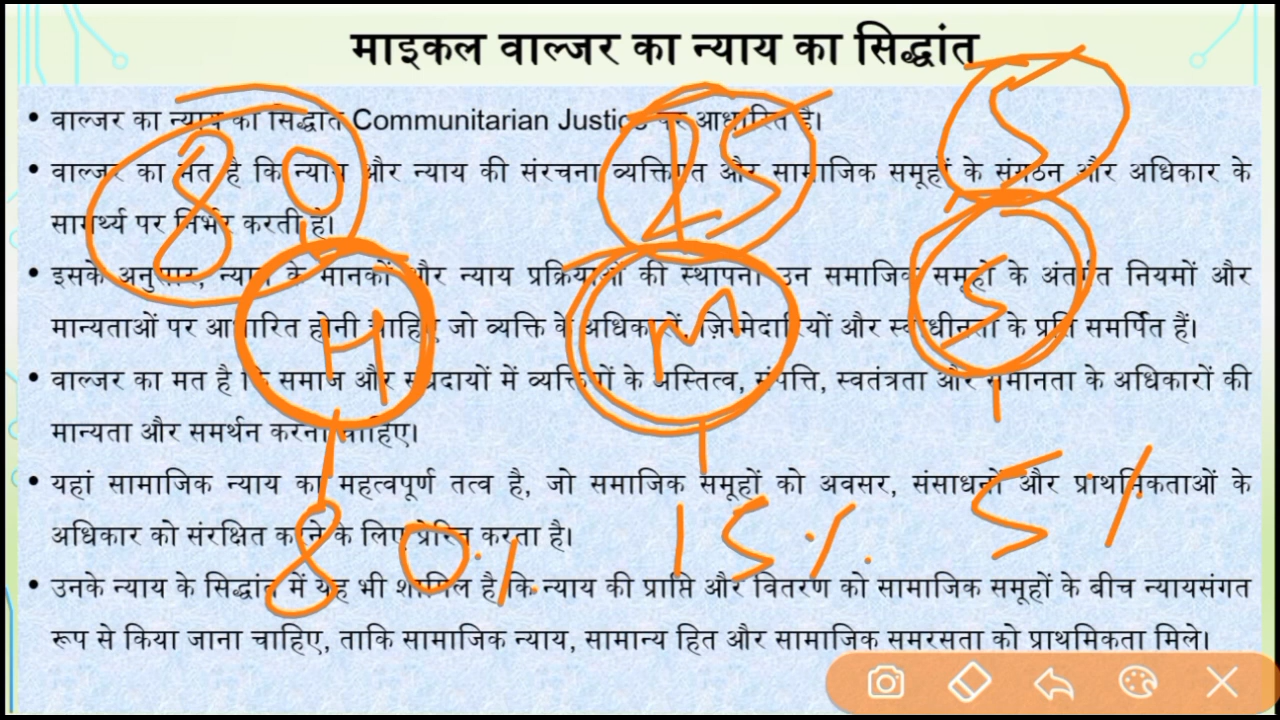 माइकल वाल्जर का न्याय का सिद्धांत
• वाल्जर का न्याय का सिद्धांत Communitarian Justice पर आधारित है।
• वाल्जर का मत है कि न्याय और न्याय की संरचना व्यक्तिगत और सामाजिक समूहों के संगठन और अधिकार के
सामर्थ्य पर निर्भर करती है।
• इसके अनुसार, न्याय के मानकों और न्याय प्रक्रियाओं की स्थापना उन समाजिक समूहों के अंतर्गत नियमों और
मान्यताओं पर आधारित होनी चाहिए जो व्यक्ति के अधिकारों, ज़िम्मेदारियों और स्वाधीनता के प्रति समर्पित हैं।
• वाल्जर का मत है कि समाज और संप्रदायों में व्यक्तियों के अस्तित्व, संपत्ति, स्वतंत्रता और समानता के अधिकारों की
मान्यता और समर्थन करना चाहिए।
• यहां सामाजिक न्याय का महत्वपूर्ण तत्व है, जो समाजिक समूहों को अवसर, संसाधनों और प्राथमिकताओं के
अधिकार को संरक्षित करने के लिए प्रेरित करता है।
• उनके न्याय के सिद्धांत में यह भी शामिल है कि न्याय की प्राप्ति और वितरण को सामाजिक समूहों के बीच न्यायसंगत
रूप से किया जाना चाहिए, ताकि सामाजिक न्याय, सामान्य हित और सामाजिक समरसता को प्राथमिकता मिले।
80 5
H M S
80% 15% 5%